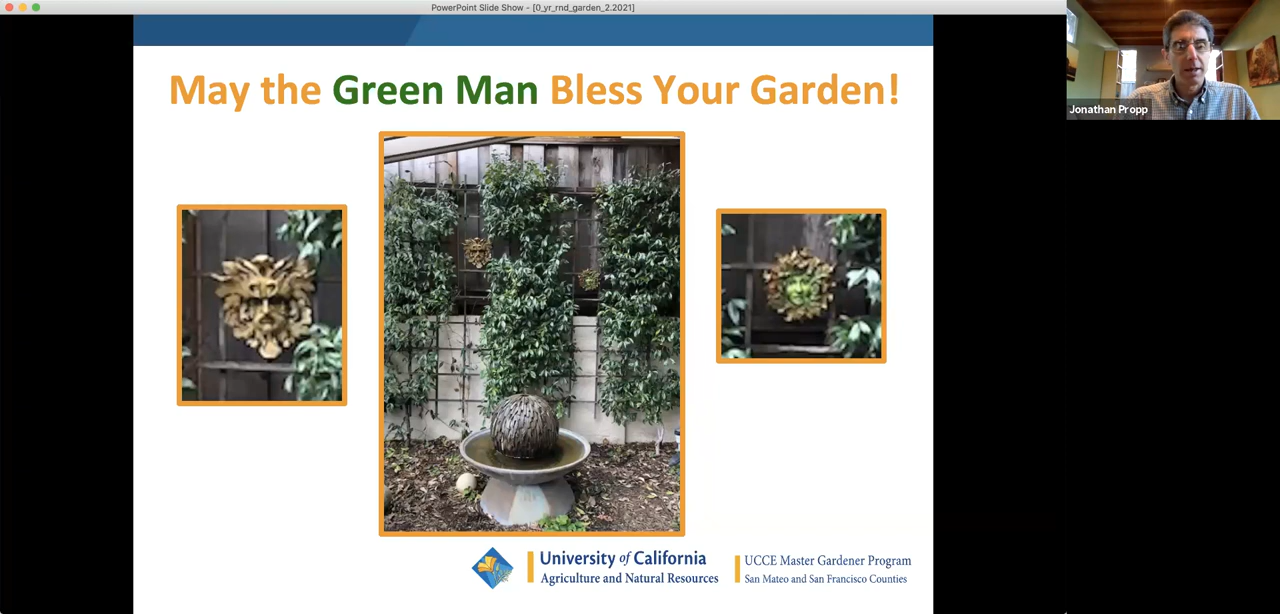 PowerPoint Slide Show - [0_yr_rnd_garden_2.2021]
May the Green Man Bless Your Garden!
Jonathan Propp
University of California
Agriculture and Natural Resources
UCCE Master Gardener Program
San Mateo and San Francisco Counties